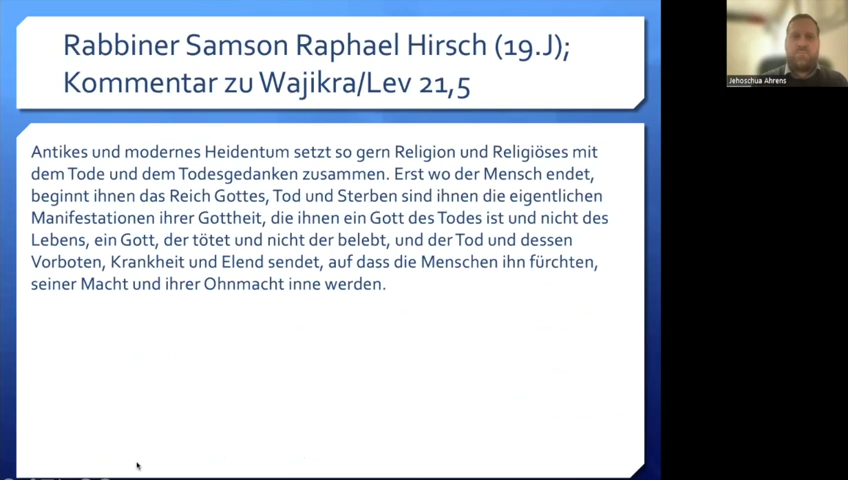 Rabbiner Samson Raphael Hirsch (19.J);
Kommentar zu Wajikra/Lev 21,5
Antikes und modernes Heidentum setzt so gern Religion und Religiöses mit
dem Tode und dem Todesgedanken zusammen. Erst wo der Mensch endet,
beginnt ihnen das Reich Gottes, Tod und Sterben sind ihnen die eigentlichen
Manifestationen ihrer Gottheit, die ihnen ein Gott des Todes ist und nicht des
Lebens, ein Gott, der tötet und nicht der belebt, und der Tod und dessen
Vorboten, Krankheit und Elend sendet, auf dass die Menschen ihn fürchten,
seiner Macht und ihrer Ohnmacht inne werden.
Jehoschua Ahrens